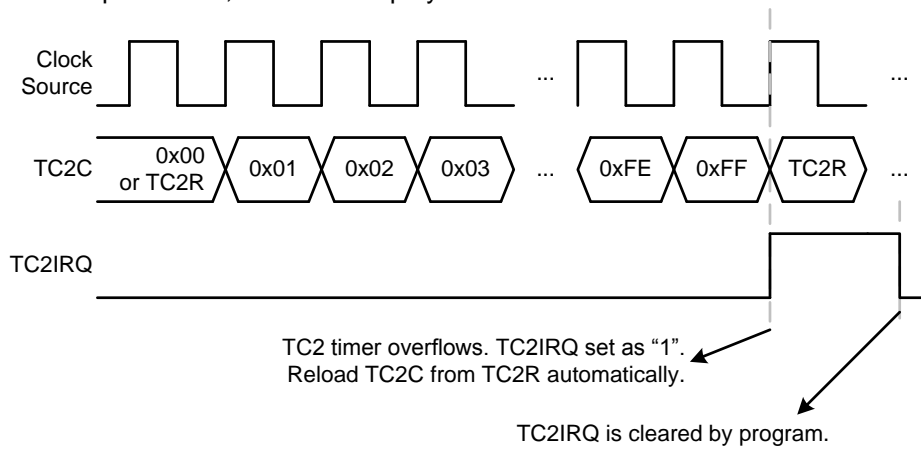 Clock
Source
...
...
TC2C
0x00
or TC2R
0x01
0x02
0x03
...
0xFE
0xFF
TC2R
...
TC2IRQ
TC2 timer overflows. TC2IRQ set as “1”.
Reload TC2C from TC2R automatically.
TC2IRQ is cleared by program.